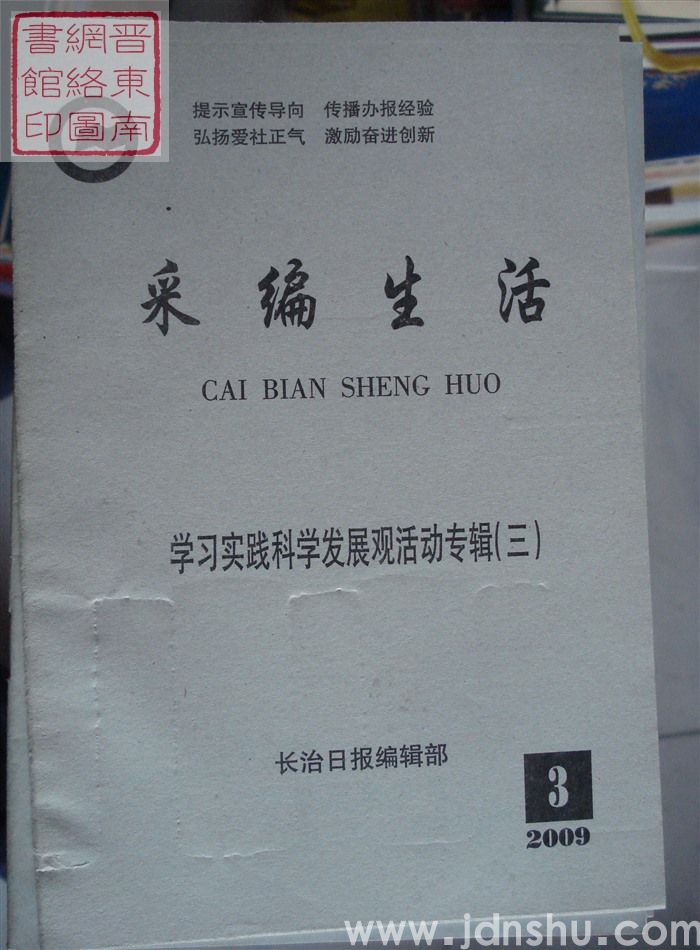 晋東南
網絡圖
書館印
提示宣传导向 传播办报经验
弘扬爱社正气 激励奋进创新
采编生活
CAI BIAN SHENG HUO
学习实践科学发展观活动专辑(三)
长治日报编辑部
3
2009
www.jdnshu.com